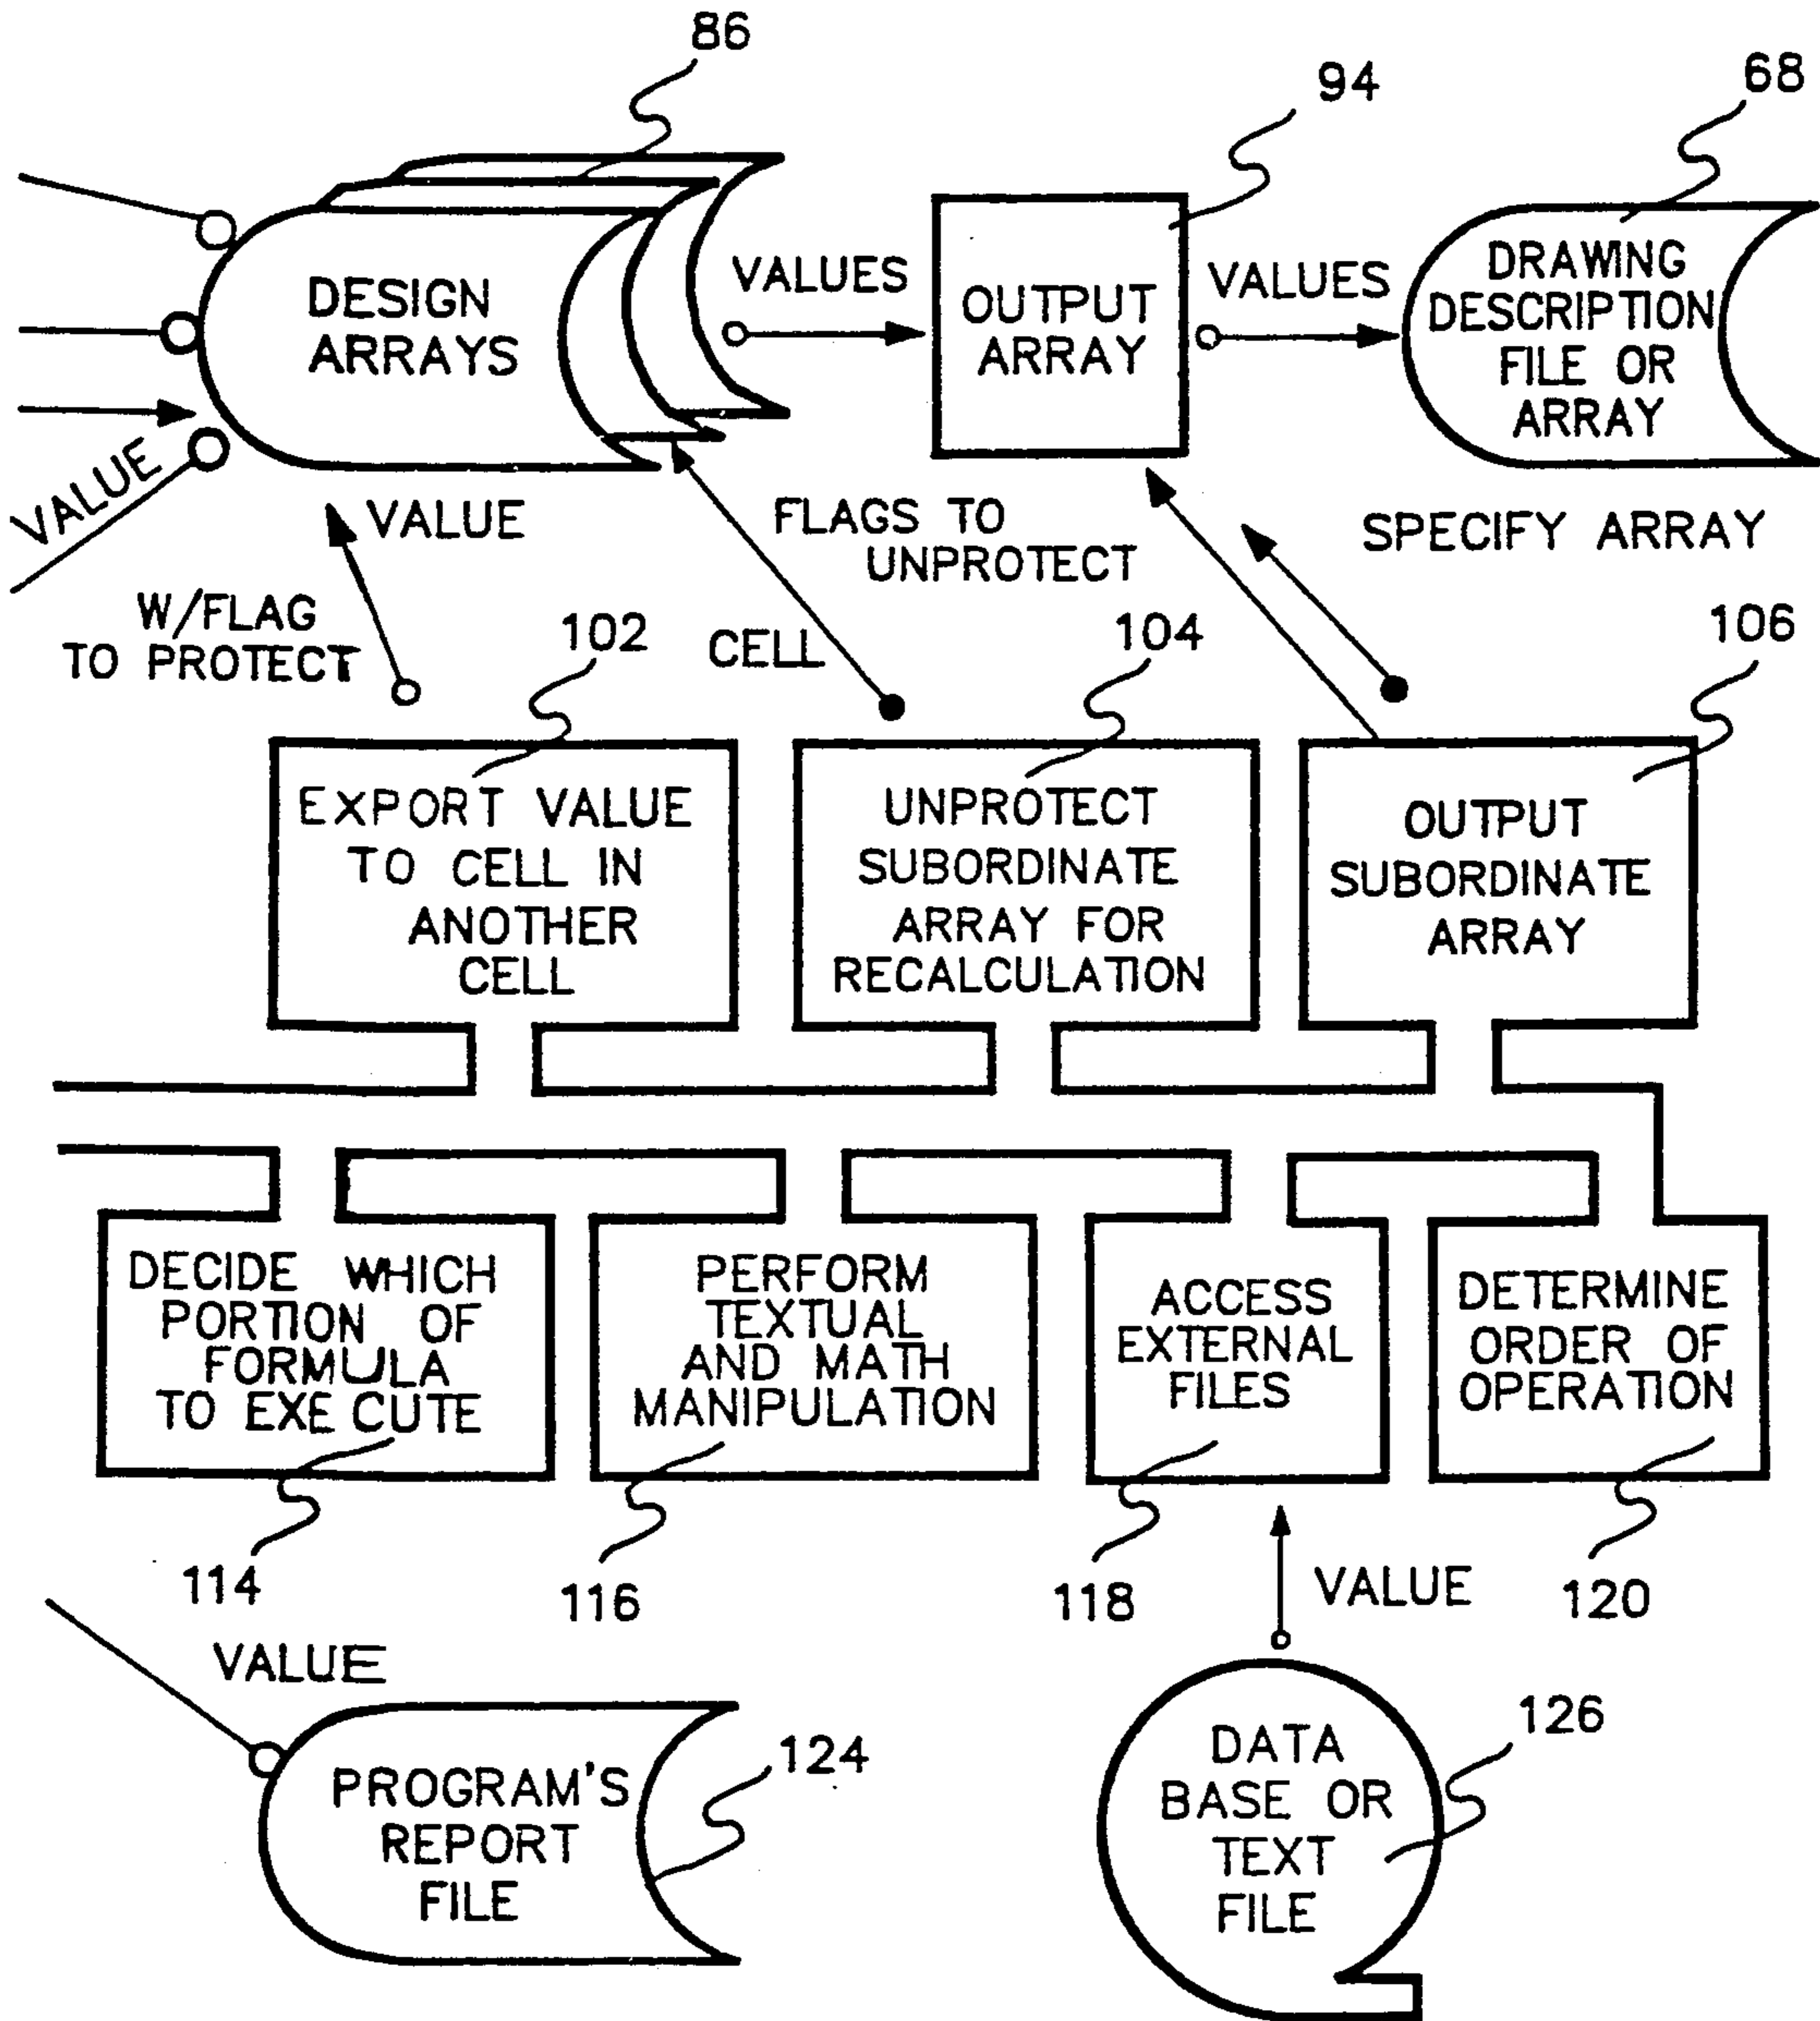 86
94
68
DESIGN
ARRAYS
VALUES
OUTPUT
ARRAY
VALUES
DRAWING
DESCRIPTION
FILE OR
ARRAY
VALUE
VALUE
W/FLAG
TO PROTECT
FLAGS TO
UNPROTECT
CELL
SPECIFY ARRAY
102
104
106
EXPORT VALUE
TO CELL IN
ANOTHER
CELL
UNPROTECT
SUBORDINATE
ARRAY FOR
RECALCULATION
OUTPUT
SUBORDINATE
ARRAY
DECIDE WHICH
PORTION OF
FORMULA
TO EXE CUTE
PERFORM
TEXTUAL
AND MATH
MANIPULATION
ACCESS
EXTERNAL
FILES
DETERMINE
ORDER OF
OPERATION
114
116
118
120
VALUE
VALUE
PROGRAM'S
REPORT
FILE
124
DATA
BASE OR
TEXT
FILE
126